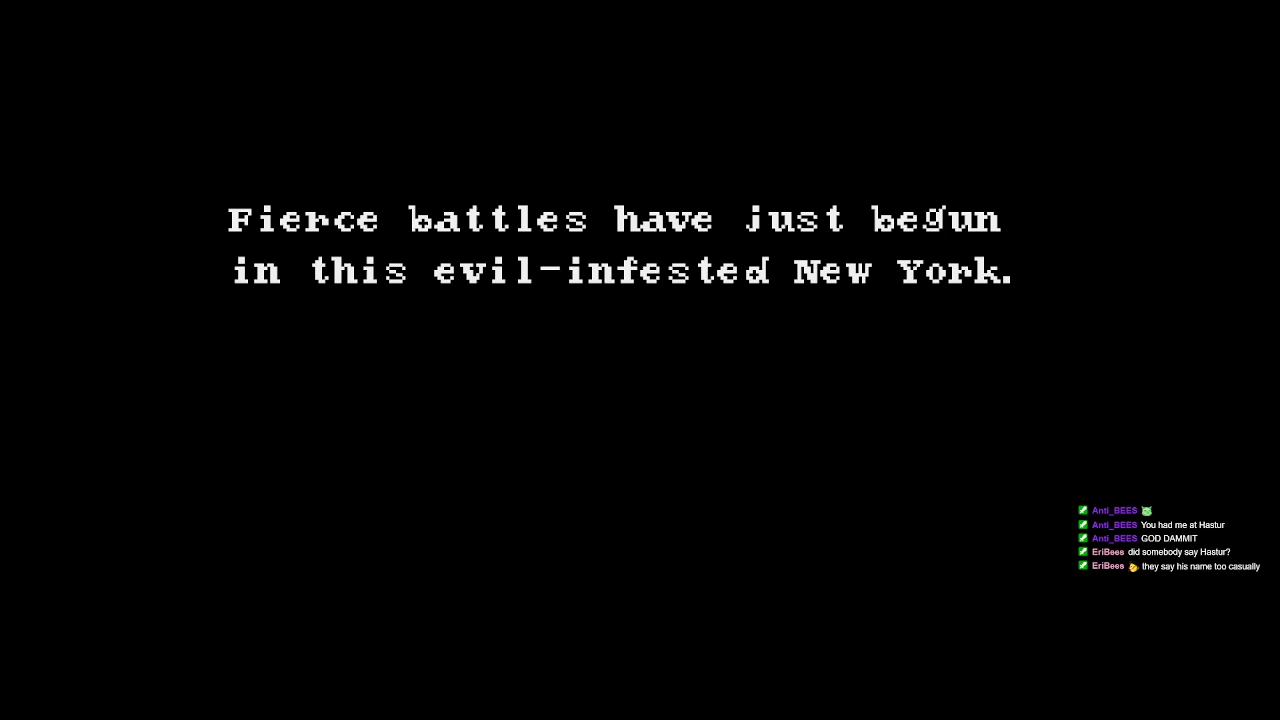 Fierce battles have just begun
in this evil-infested New York.
Anti_BEES
Anti_BEES You had me at Hastur
Anti_BEES GOD DAMMIT
EriBees did somebody say Hastur?
EriBees they say his name too casually